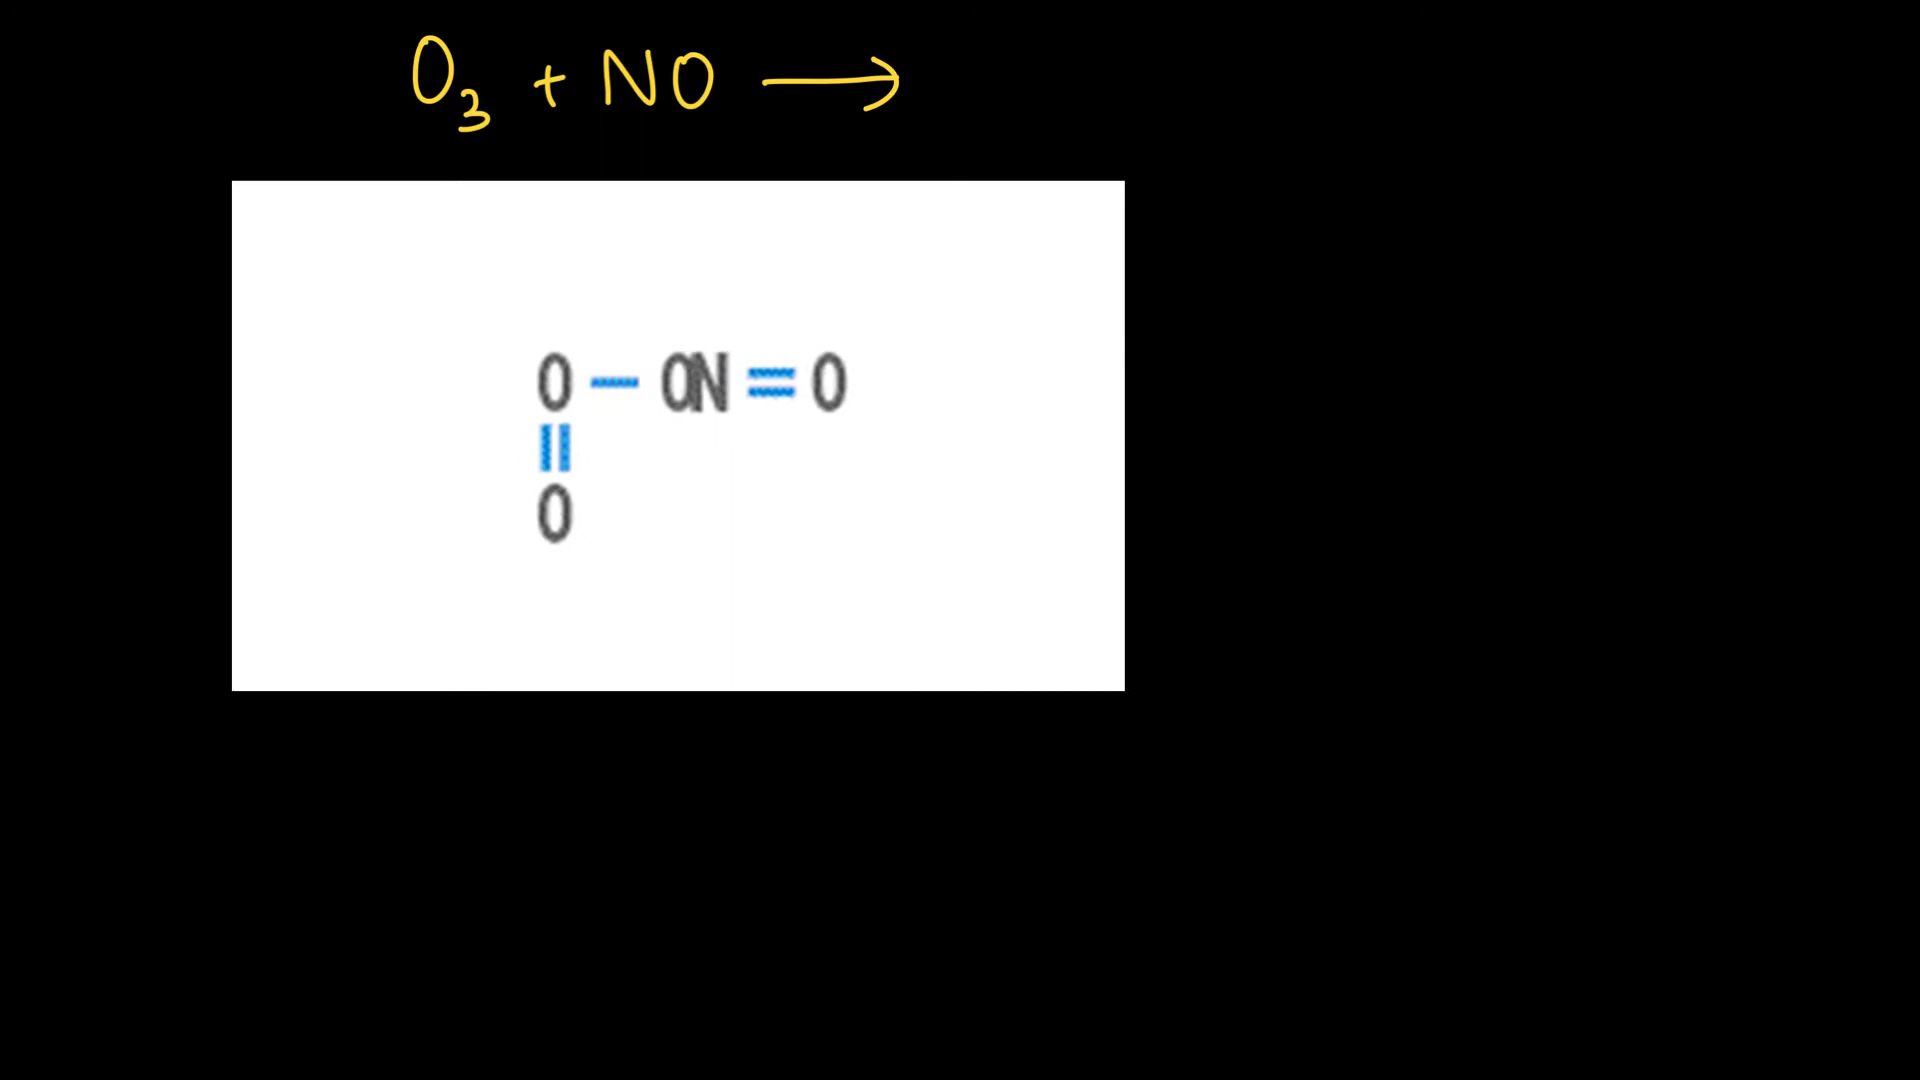 O₃ + NO ⟶
O − ON = O
||
O